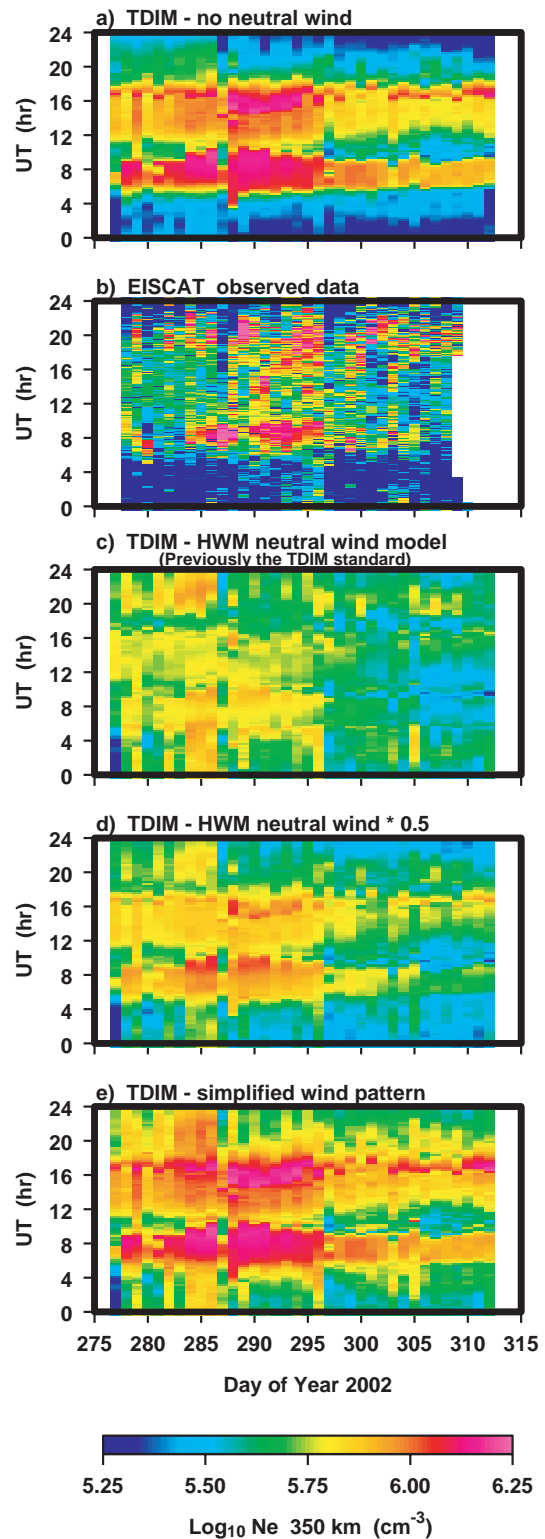 a) TDIM - no neutral wind
24
20
16
12
8
4
0
UT (hr)
b) EISCAT observed data
24
20
16
12
8
4
0
UT (hr)
c) TDIM - HWM neutral wind model
(Previously the TDIM standard)
24
20
16
12
8
4
0
UT (hr)
d) TDIM - HWM neutral wind * 0.5
24
20
16
12
8
4
0
UT (hr)
e) TDIM - simplified wind pattern
24
20
16
12
8
4
0
UT (hr)
275 280 285 290 295 300 305 310 315
Day of Year 2002
5.25 5.50 5.75 6.00 6.25
Log10 Ne 350 km (cm-3)